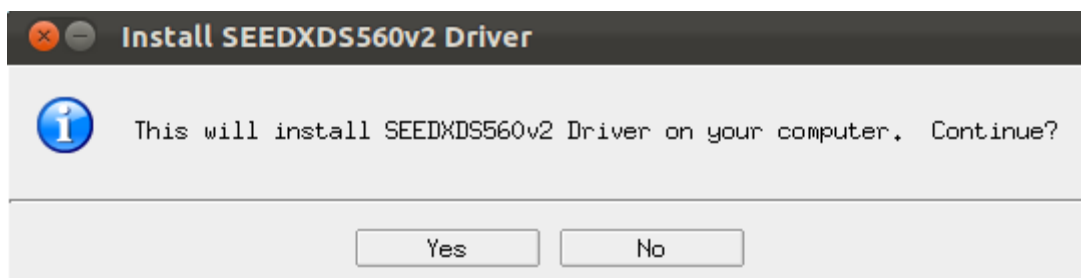 Install SEEDXDS560v2 Driver
This will install SEEDXDS560v2 Driver on your computer.  Continue?
Yes No